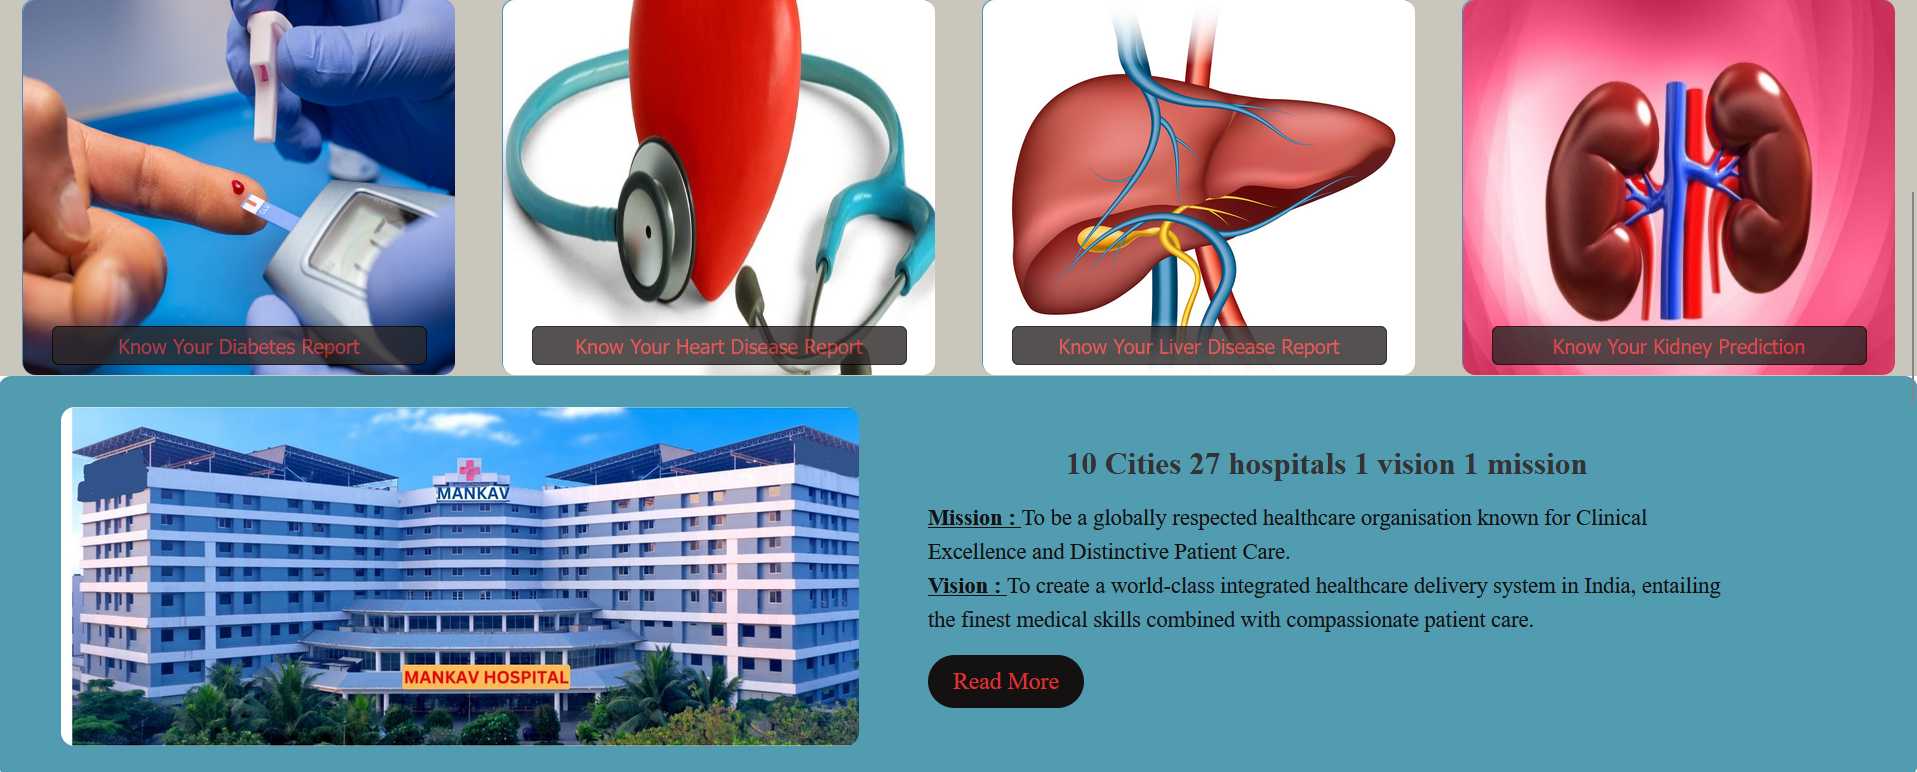 Know Your Diabetes Report
Know Your Heart Disease Report
Know Your Liver Disease Report
Know Your Kidney Prediction
MANKAV
MANKAV HOSPITAL
10 Cities 27 hospitals 1 vision 1 mission
Mission : To be a globally respected healthcare organisation known for Clinical
Excellence and Distinctive Patient Care.
Vision : To create a world-class integrated healthcare delivery system in India, entailing
the finest medical skills combined with compassionate patient care.
Read More